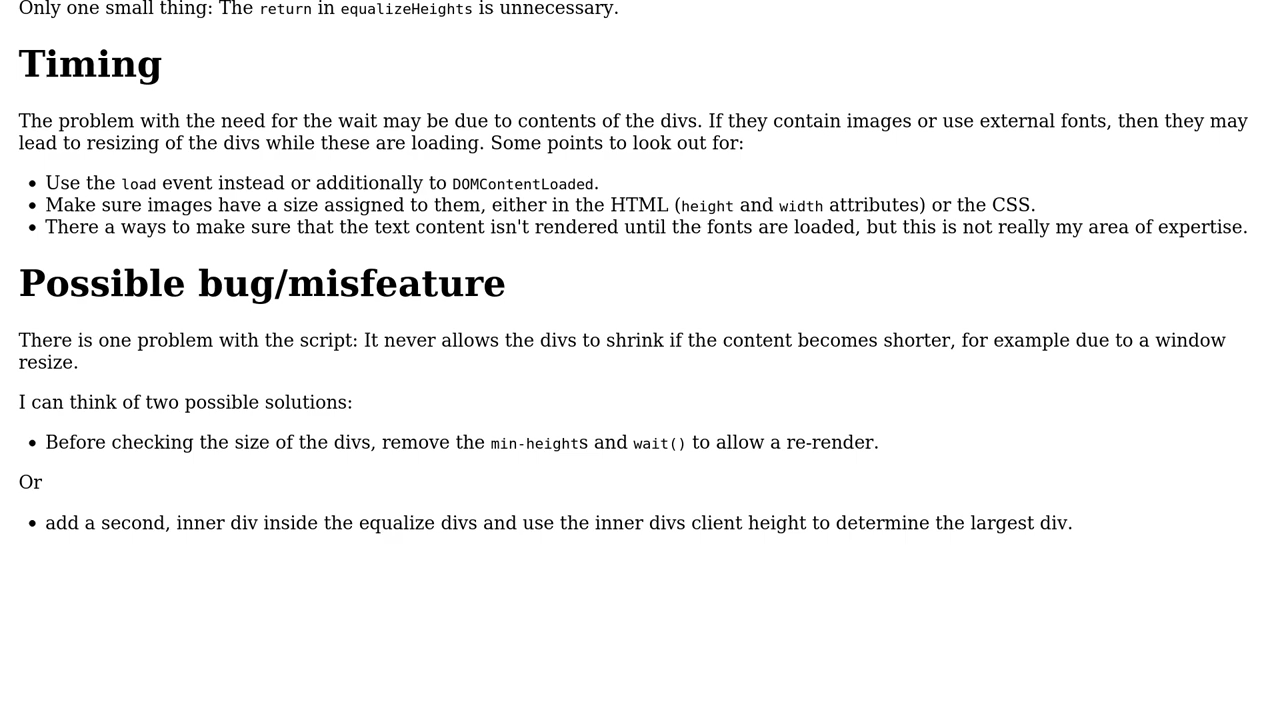 Only one small thing: The return in equalizeHeights is unnecessary.
Timing
The problem with the need for the wait may be due to contents of the divs. If they contain images or use external fonts, then they may
lead to resizing of the divs while these are loading. Some points to look out for:
• Use the load event instead or additionally to DOMContentLoaded.
• Make sure images have a size assigned to them, either in the HTML (height and width attributes) or the CSS.
• There a ways to make sure that the text content isn't rendered until the fonts are loaded, but this is not really my area of expertise.
Possible bug/misfeature
There is one problem with the script: It never allows the divs to shrink if the content becomes shorter, for example due to a window
resize.
I can think of two possible solutions:
• Before checking the size of the divs, remove the min-heights and wait() to allow a re-render.
Or
• add a second, inner div inside the equalize divs and use the inner divs client height to determine the largest div.